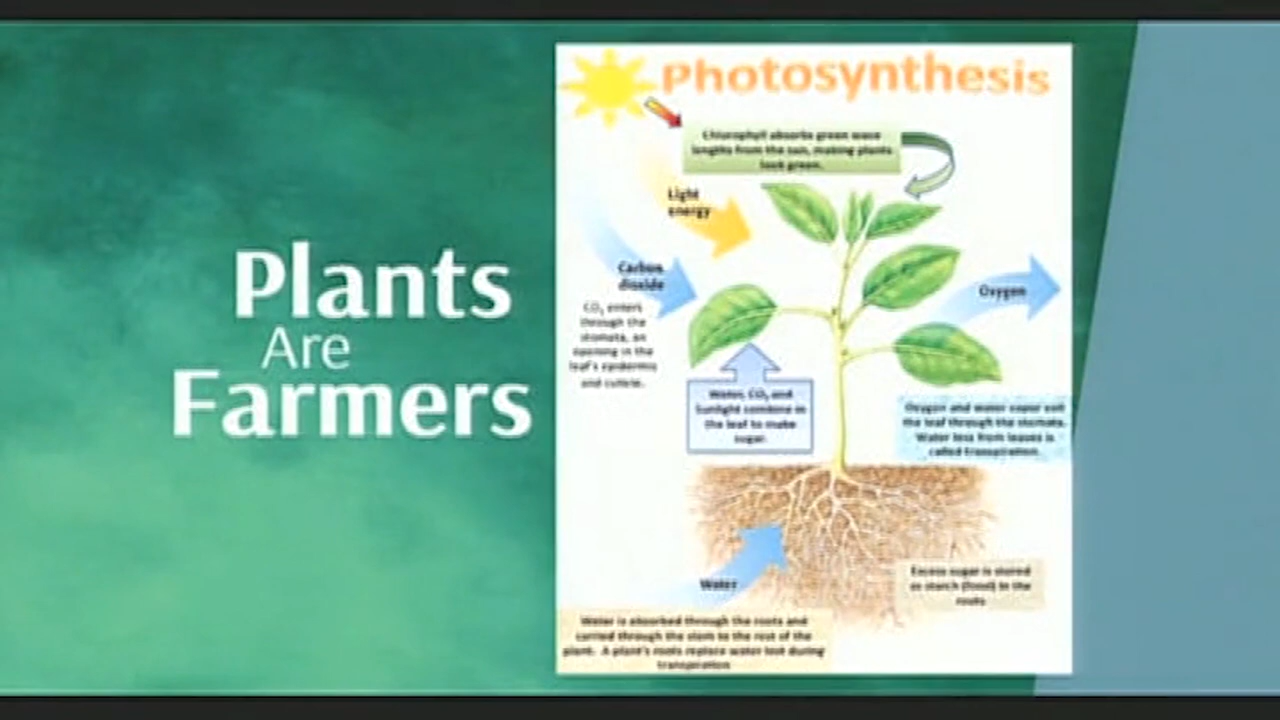 Plants
Are
Farmers
Photosynthesis
Chlorophyll absorbs green wave
lengths from the sun, making plants
look green.
Light
energy
Carbon
dioxide
CO₂ enters
through the
stomata, an
opening in the
leaf's epidermis
and cuticle.
Oxygen
Water, CO₂ and
Sunlight combine in
the leaf to make
sugar.
Oxygen and water vapor exit
the leaf through the stomata.
Water loss from leaves is
called transpiration.
Water
Excess sugar is stored
as starch (food) in the
roots
Water is absorbed through the roots and
carried through the stem to the rest of the
plant. A plant's roots replace water lost during
transpiration